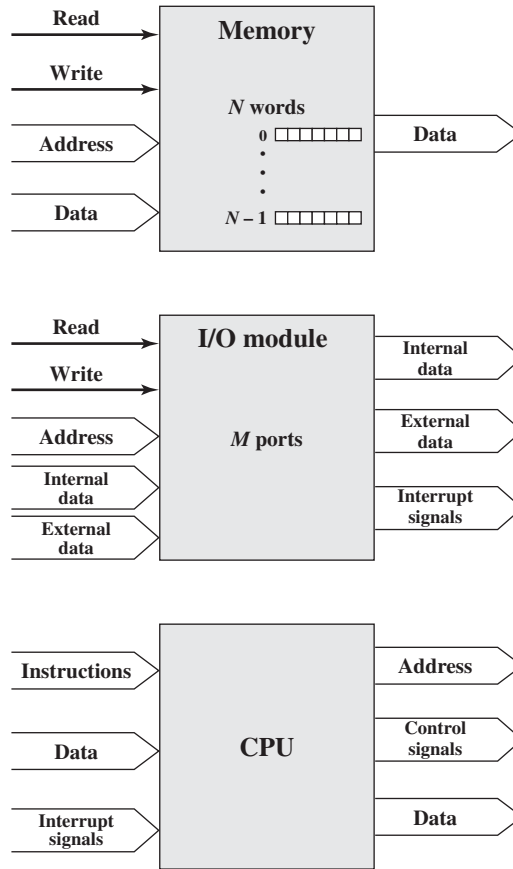 Read
Memory
Write
N words
0
Address
Data
Data
N – 1
Read
I/O module
Internal
data
Write
External
data
Address
M ports
Internal
data
Interrupt
signals
External
data
Instructions
Address
CPU
Control
signals
Data
Interrupt
signals
Data